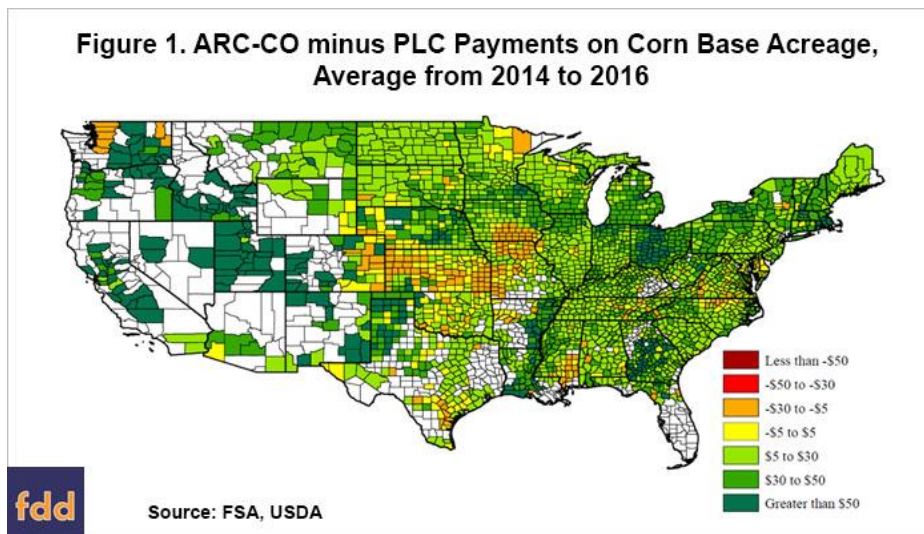 Figure 1. ARC-CO minus PLC Payments on Corn Base Acreage,
Average from 2014 to 2016
Less than -$50
-$50 to -$30
-$30 to -$5
-$5 to $5
$5 to $30
$30 to $50
Greater than $50
fdd
Source: FSA, USDA